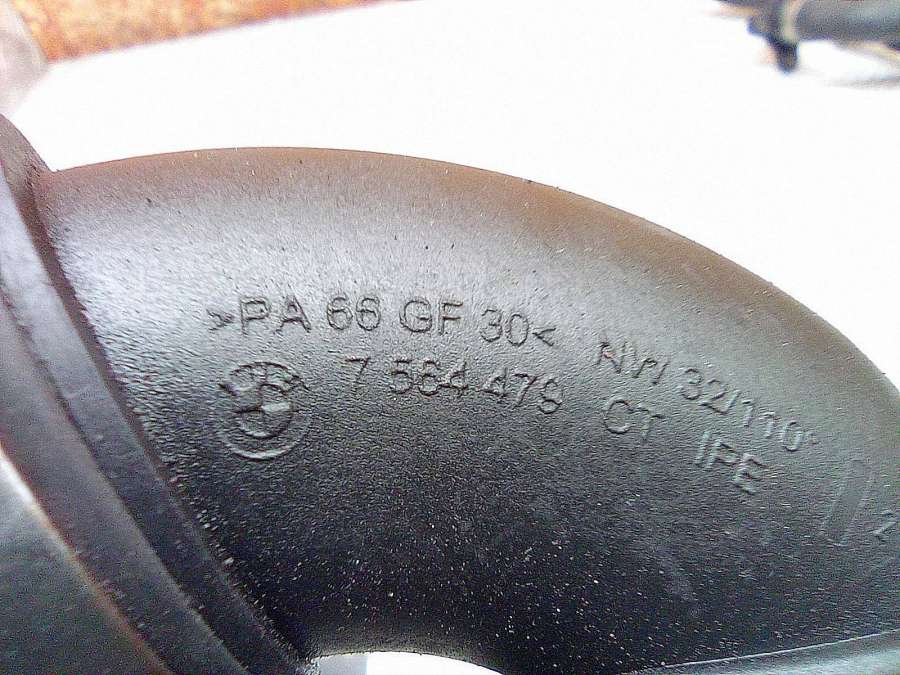 >PA 66 GF 30< NW 32/110°
7 564 479 CT IPE